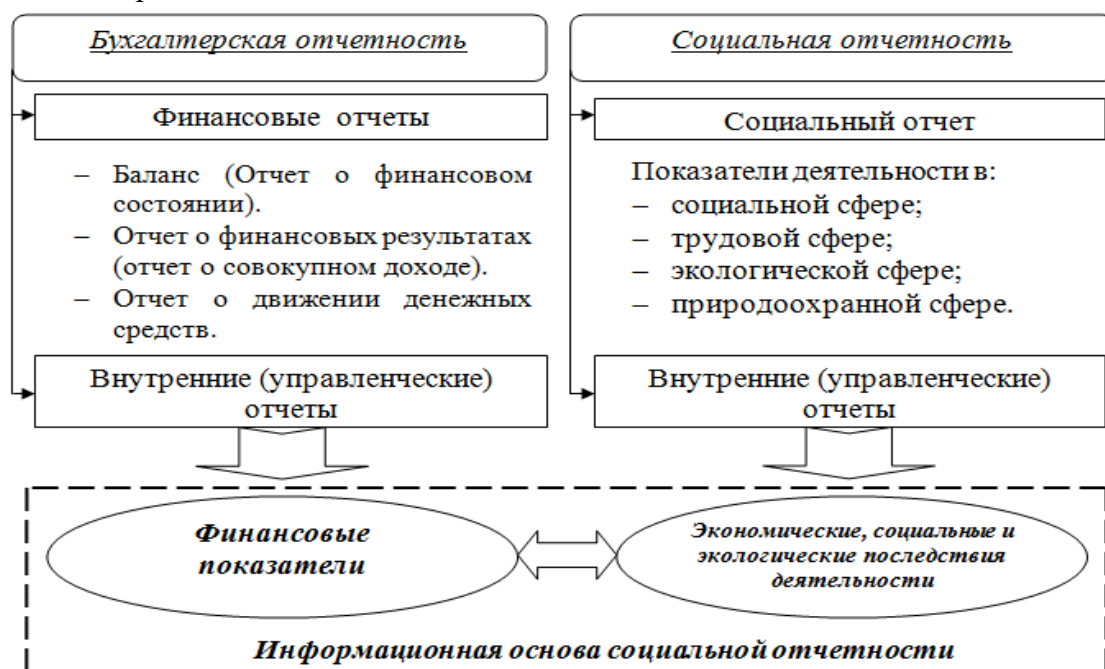 Бухгалтерская отчетность
Финансовые отчеты
– Баланс (Отчет о финансовом
состоянии).
– Отчет о финансовых результатах
(отчет о совокупном доходе).
– Отчет о движении денежных
средств.
Внутренние (управленческие)
отчеты
Социальная отчетность
Социальный отчет
Показатели деятельности в:
– социальной сфере;
– трудовой сфере;
– экологической сфере;
– природоохранной сфере.
Внутренние (управленческие)
отчеты
Финансовые
показатели
Экономические, социальные и
экологические последствия
деятельности
Информационная основа социальной отчетности